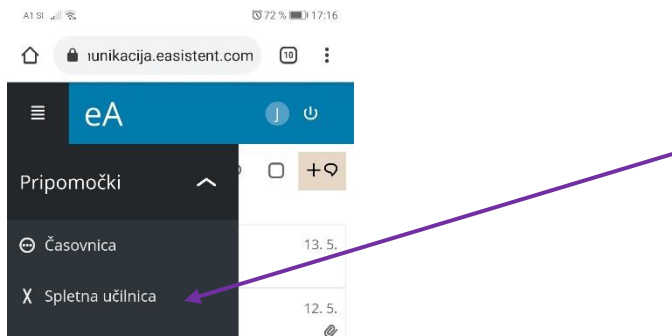 A1 SI 72 % 17:16
unikacija.easistent.com 10
eA J
Pripomočki
Časovnica 13. 5.
Spletna učilnica
12. 5.